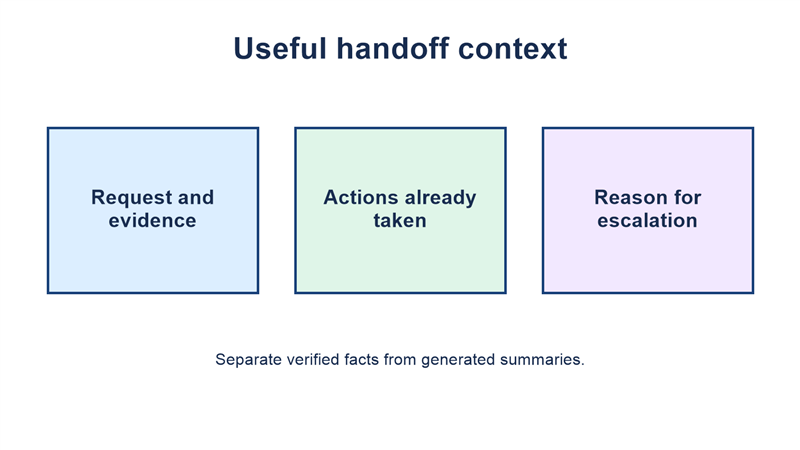 Useful handoff context
Request and
evidence
Actions already
taken
Reason for
escalation
Separate verified facts from generated summaries.